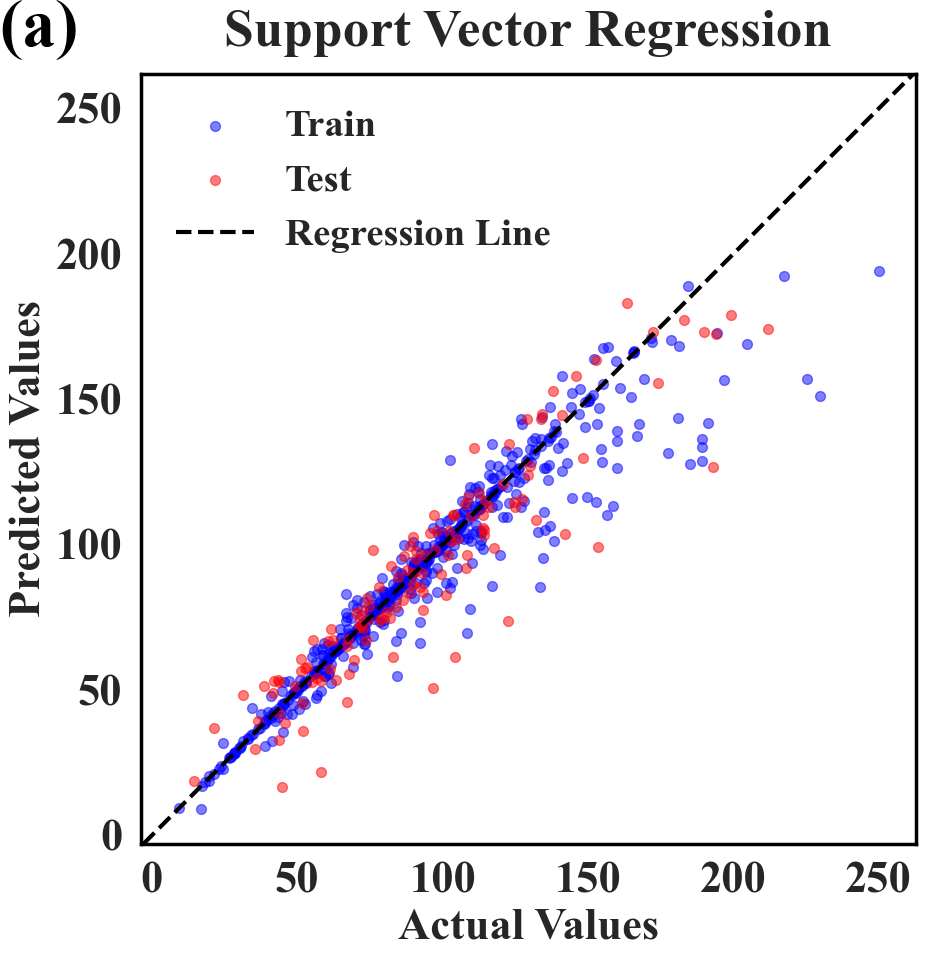 (a)
Support Vector Regression
Train
Test
Regression Line
Predicted Values
250
200
150
100
50
0
0 50 100 150 200 250
Actual Values